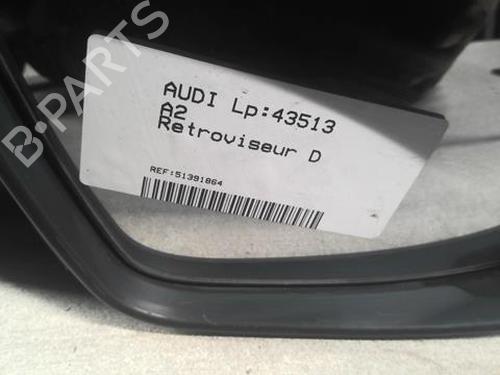 AUDI Lp:43513
A2
Retroviseur D
REF:51391864
B-PARTS